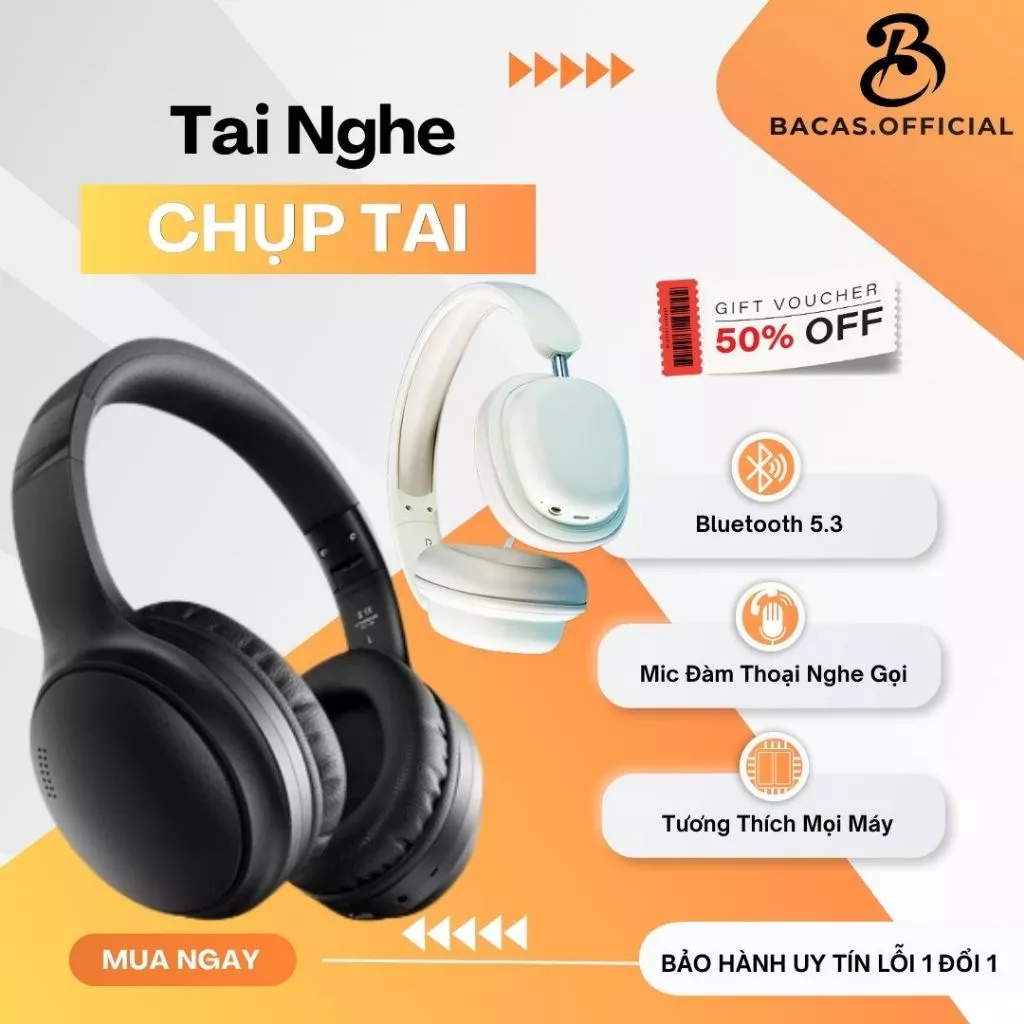 B
BACAS.OFFICIAL
Tai Nghe
CHỤP TAI
GIFT VOUCHER
50% OFF
Bluetooth 5.3
Mic Đàm Thoại Nghe Gọi
Tương Thích Mọi Máy
MUA NGAY
BẢO HÀNH UY TÍN LỖI 1 ĐỔI 1